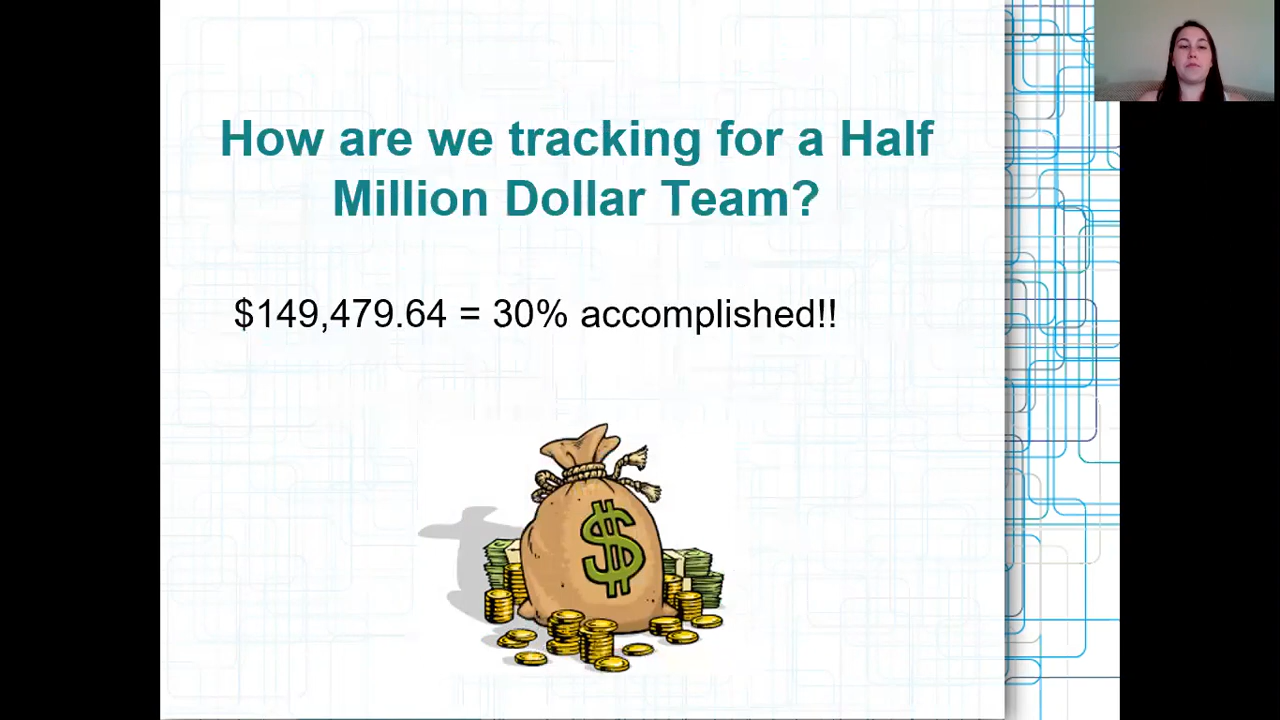 How are we tracking for a Half
Million Dollar Team?
$149,479.64 = 30% accomplished!!
$